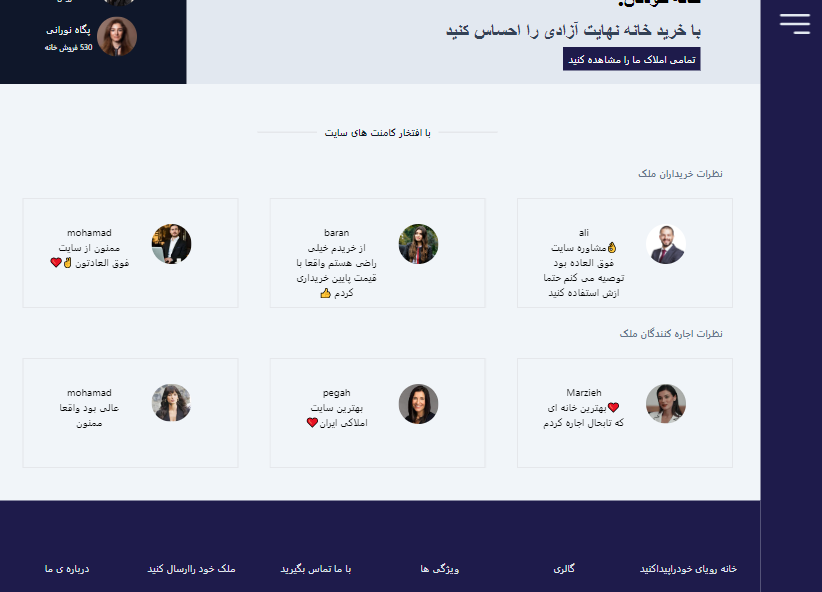 با خرید خانه نهایت آزادی را احساس کنید
تمامی املاک ما را مشاهده کنید
پگاه نورانی
530 فروش خانه
با افتخار کامنت های سایت
نظرات خریداران ملک
ali
👌مشاوره سایت
فوق العاده بود
توصیه می کنم حتما
ازش استفاده کنید
baran
از خریدم خیلی
راضی هستم واقعا با
قیمت پایین خریداری
کردم 👍
mohamad
ممنون از سایت
فوق العادتون ✌❤
نظرات اجاره کنندگان ملک
Marzieh
❤بهترین خانه ای
که تابحال اجاره کردم
pegah
بهترین سایت
املاکی ایران❤
mohamad
عالی بود واقعا
ممنون
خانه رویای خودراپیداکنید
گالری
ویژگی ها
با ما تماس بگیرید
ملک خود راارسال کنید
درباره ی ما